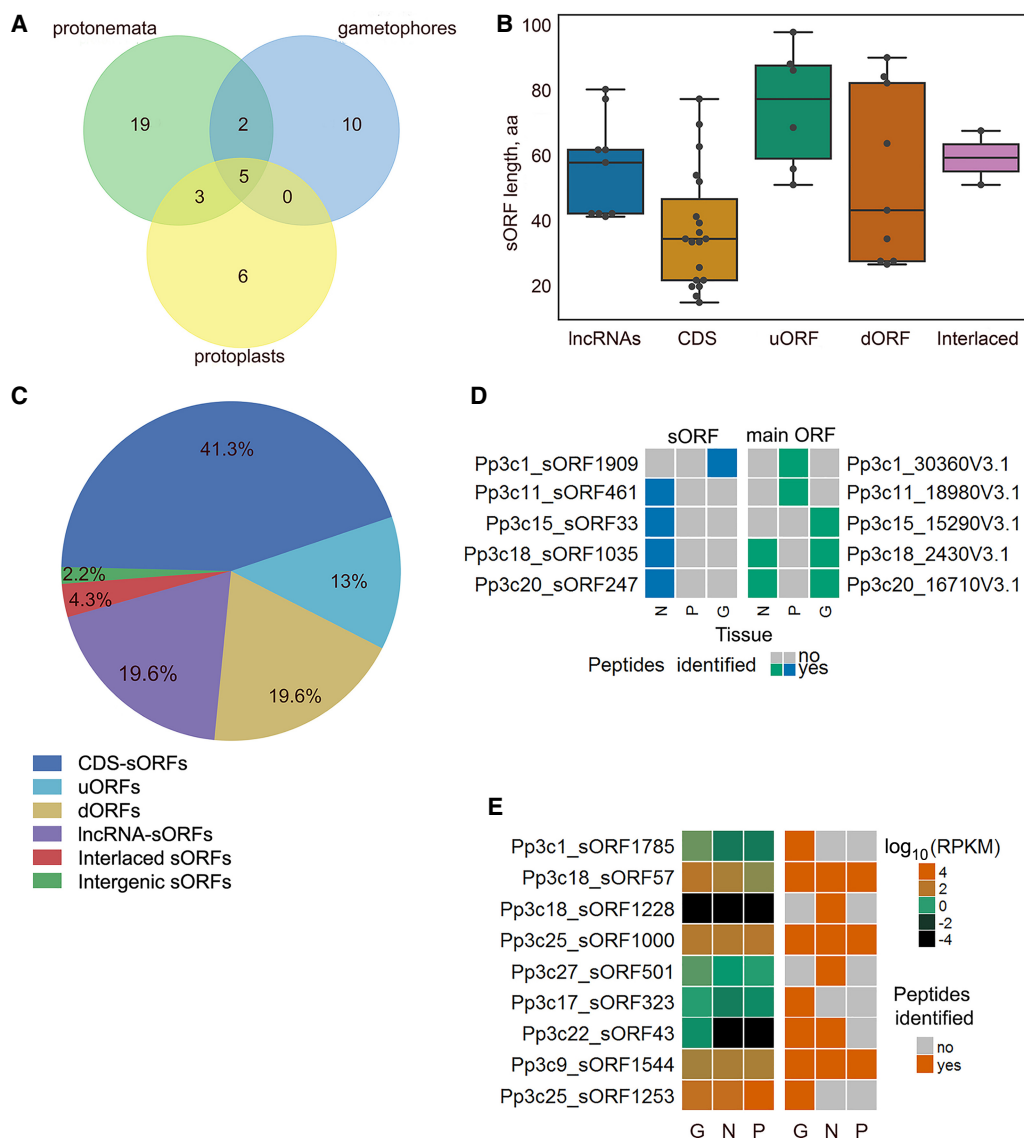 A
protonemata
gametophores
19
2
10
5
3
0
6
protoplasts
B
sORF length, aa
100
80
60
40
20
lncRNAs
CDS
uORF
dORF
Interlaced
C
41.3%
13%
2.2%
4.3%
19.6%
19.6%
CDS-sORFs
uORFs
dORFs
lncRNA-sORFs
Interlaced sORFs
Intergenic sORFs
D
sORF main ORF
Pp3c1_sORF1909 Pp3c1_30360V3.1
Pp3c11_sORF461 Pp3c11_18980V3.1
Pp3c15_sORF33 Pp3c15_15290V3.1
Pp3c18_sORF1035 Pp3c18_2430V3.1
Pp3c20_sORF247 Pp3c20_16710V3.1
N P G N P G
Tissue
Peptides identified
no
yes
E
Pp3c1_sORF1785
Pp3c18_sORF57
Pp3c18_sORF1228
Pp3c25_sORF1000
Pp3c27_sORF501
Pp3c17_sORF323
Pp3c22_sORF43
Pp3c9_sORF1544
Pp3c25_sORF1253
G N P G N P
log10(RPKM)
4
2
0
-2
-4
Peptides
identified
no
yes